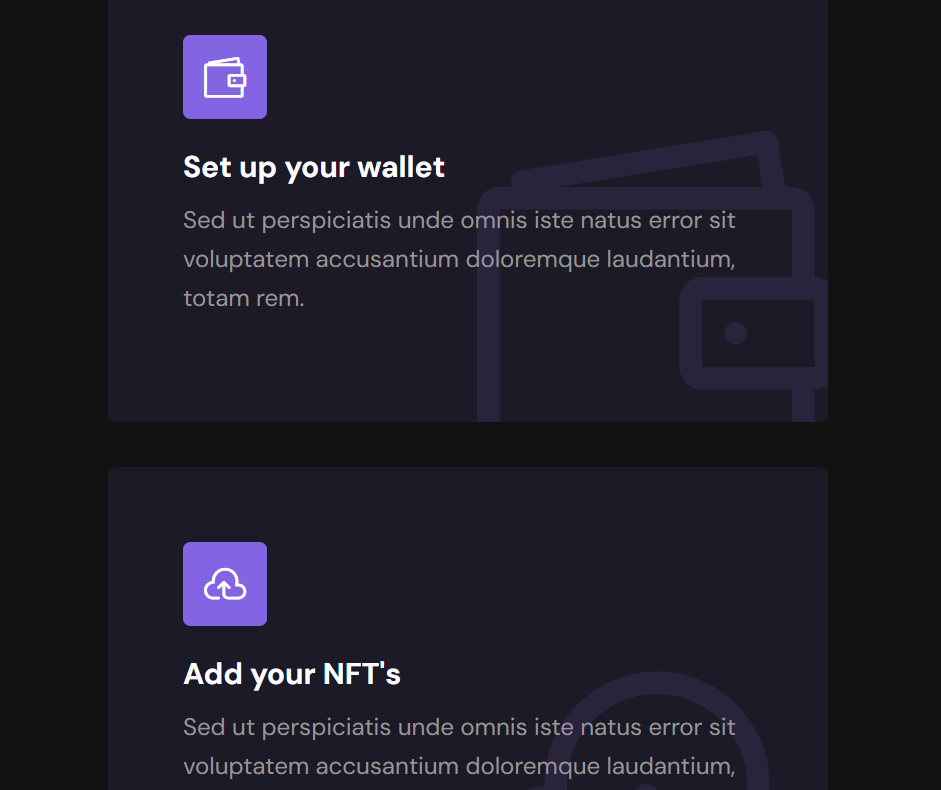 Set up your wallet
Sed ut perspiciatis unde omnis iste natus error sit
voluptatem accusantium doloremque laudantium,
totam rem.
Add your NFT's
Sed ut perspiciatis unde omnis iste natus error sit
voluptatem accusantium doloremque laudantium,